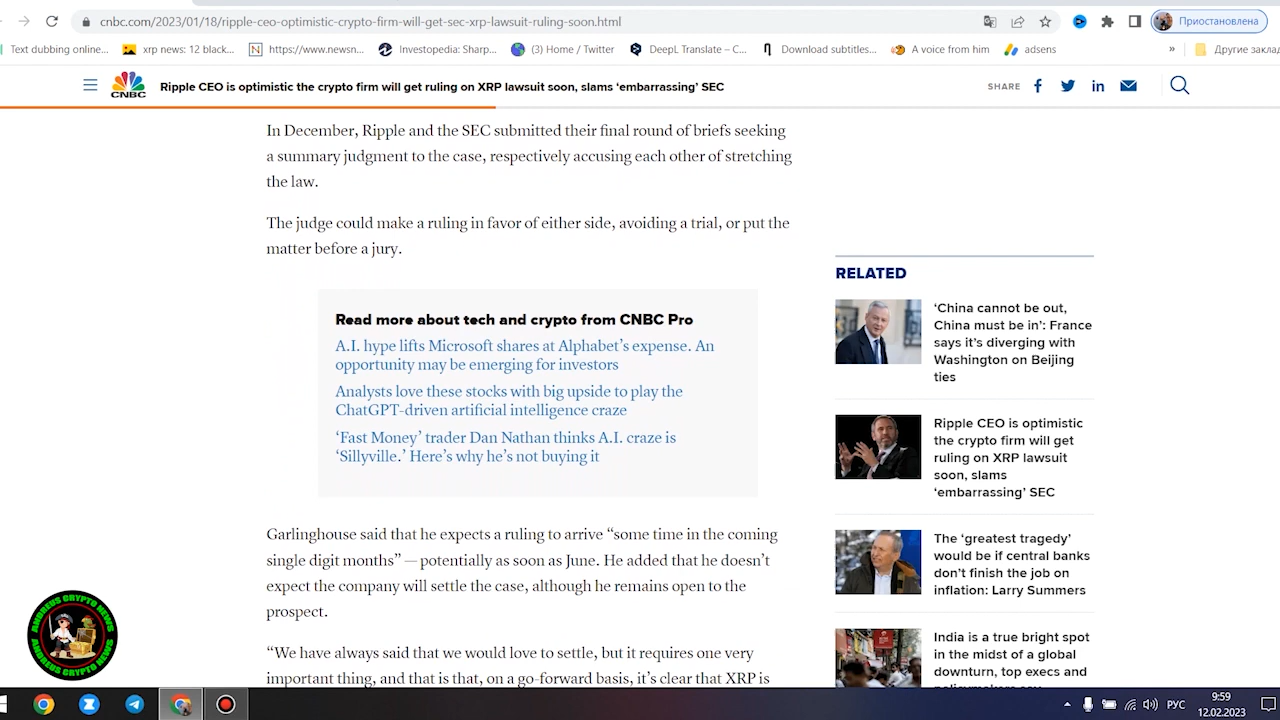 cnbc.com/2023/01/18/ripple-ceo-optimistic-crypto-firm-will-get-sec-xrp-lawsuit-ruling-soon.html
Приостановлена
Text dubbing online...
xrp news: 12 black...
https://www.newsn...
Investopedia: Sharp...
(3) Home / Twitter
DeepL Translate – C...
Download subtitles...
A voice from him
adsens
»
Другие закла
CNBC
Ripple CEO is optimistic the crypto firm will get ruling on XRP lawsuit soon, slams ‘embarrassing’ SEC
SHARE
In December, Ripple and the SEC submitted their final round of briefs seeking
a summary judgment to the case, respectively accusing each other of stretching
the law.
The judge could make a ruling in favor of either side, avoiding a trial, or put the
matter before a jury.
Read more about tech and crypto from CNBC Pro
A.I. hype lifts Microsoft shares at Alphabet’s expense. An
opportunity may be emerging for investors
Analysts love these stocks with big upside to play the
ChatGPT-driven artificial intelligence craze
‘Fast Money’ trader Dan Nathan thinks A.I. craze is
‘Sillyville.’ Here’s why he’s not buying it
Garlinghouse said that he expects a ruling to arrive “some time in the coming
single digit months” — potentially as soon as June. He added that he doesn’t
expect the company will settle the case, although he remains open to the
prospect.
“We have always said that we would love to settle, but it requires one very
important thing, and that is that, on a go-forward basis, it’s clear that XRP is
RELATED
‘China cannot be out,
China must be in’: France
says it’s diverging with
Washington on Beijing
ties
Ripple CEO is optimistic
the crypto firm will get
ruling on XRP lawsuit
soon, slams
‘embarrassing’ SEC
The ‘greatest tragedy’
would be if central banks
don’t finish the job on
inflation: Larry Summers
India is a true bright spot
in the midst of a global
downturn, top execs and
ANDREUS CRYPTO NEWS
ANDREUS CRYPTO NEWS
РУС
9:59
12.02.2023